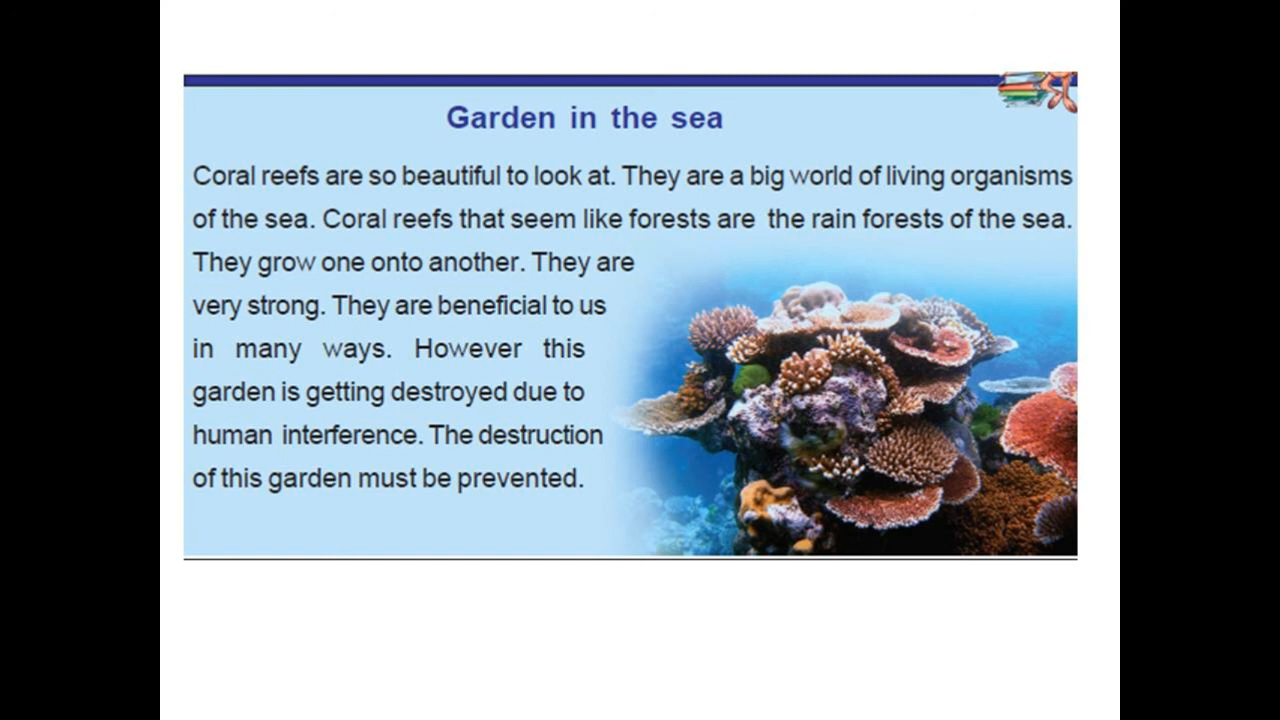 Garden in the sea
Coral reefs are so beautiful to look at. They are a big world of living organisms
of the sea. Coral reefs that seem like forests are the rain forests of the sea.
They grow one onto another. They are
very strong. They are beneficial to us
in many ways. However this
garden is getting destroyed due to
human interference. The destruction
of this garden must be prevented.